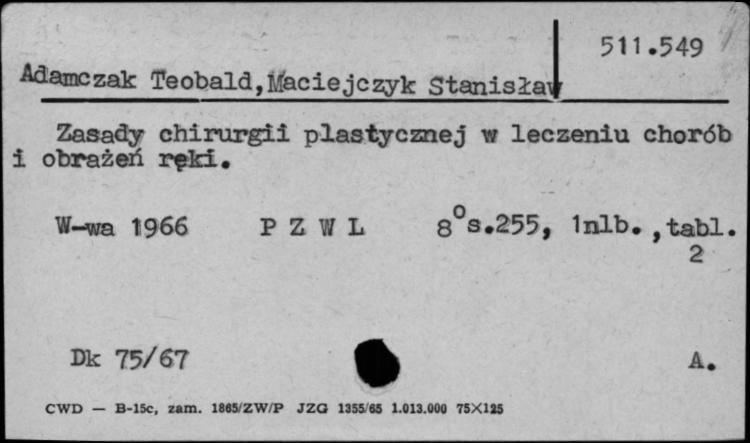 511.549
Adamczak Teobald,Maciejczyk Stanisław
Zasady chirurgii plastycznej w leczeniu chorób
i obrażeń ręki.
W-wa 1966 P Z W L 8°s.255, 1nlb.,tabl.
2
Dk 75/67 A.
CWD — B-15c, zam. 1865/ZW/P JZG 1355/65 1.013.000 75X125